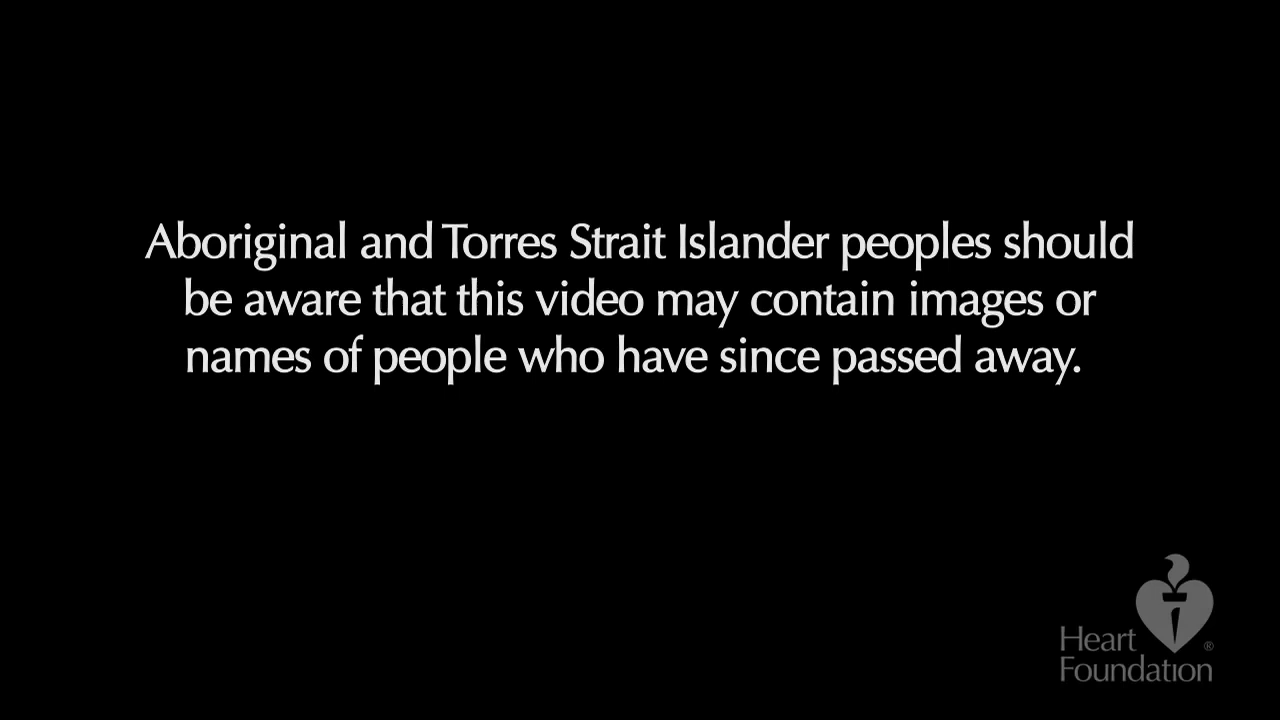 Aboriginal and Torres Strait Islander peoples should
be aware that this video may contain images or
names of people who have since passed away.
Heart
Foundation
®